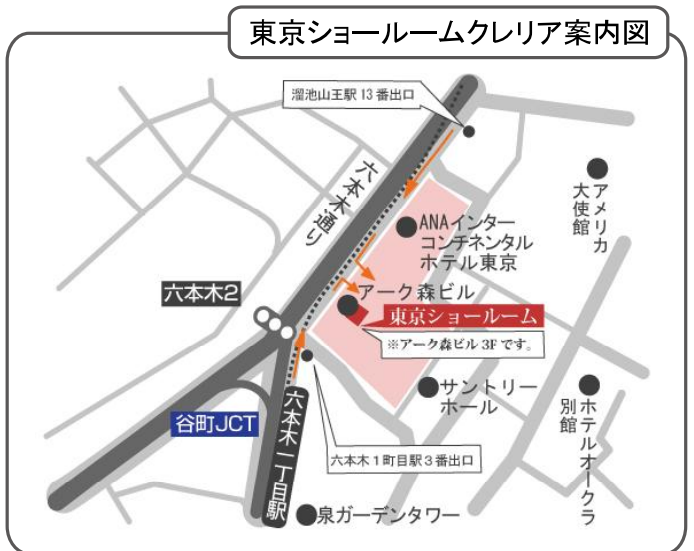 東京ショールームクレリア案内図
溜池山王駅13番出口
六本木通り
アメリカ
大使館
ANAインター
コンチネンタル
ホテル東京
六本木2
アーク森ビル
東京ショールーム
※アーク森ビル3Fです。
サントリー
ホール
ホテルオークラ
別館
谷町JCT
六本木一丁目駅
六本木1町目駅3番出口
泉ガーデンタワー